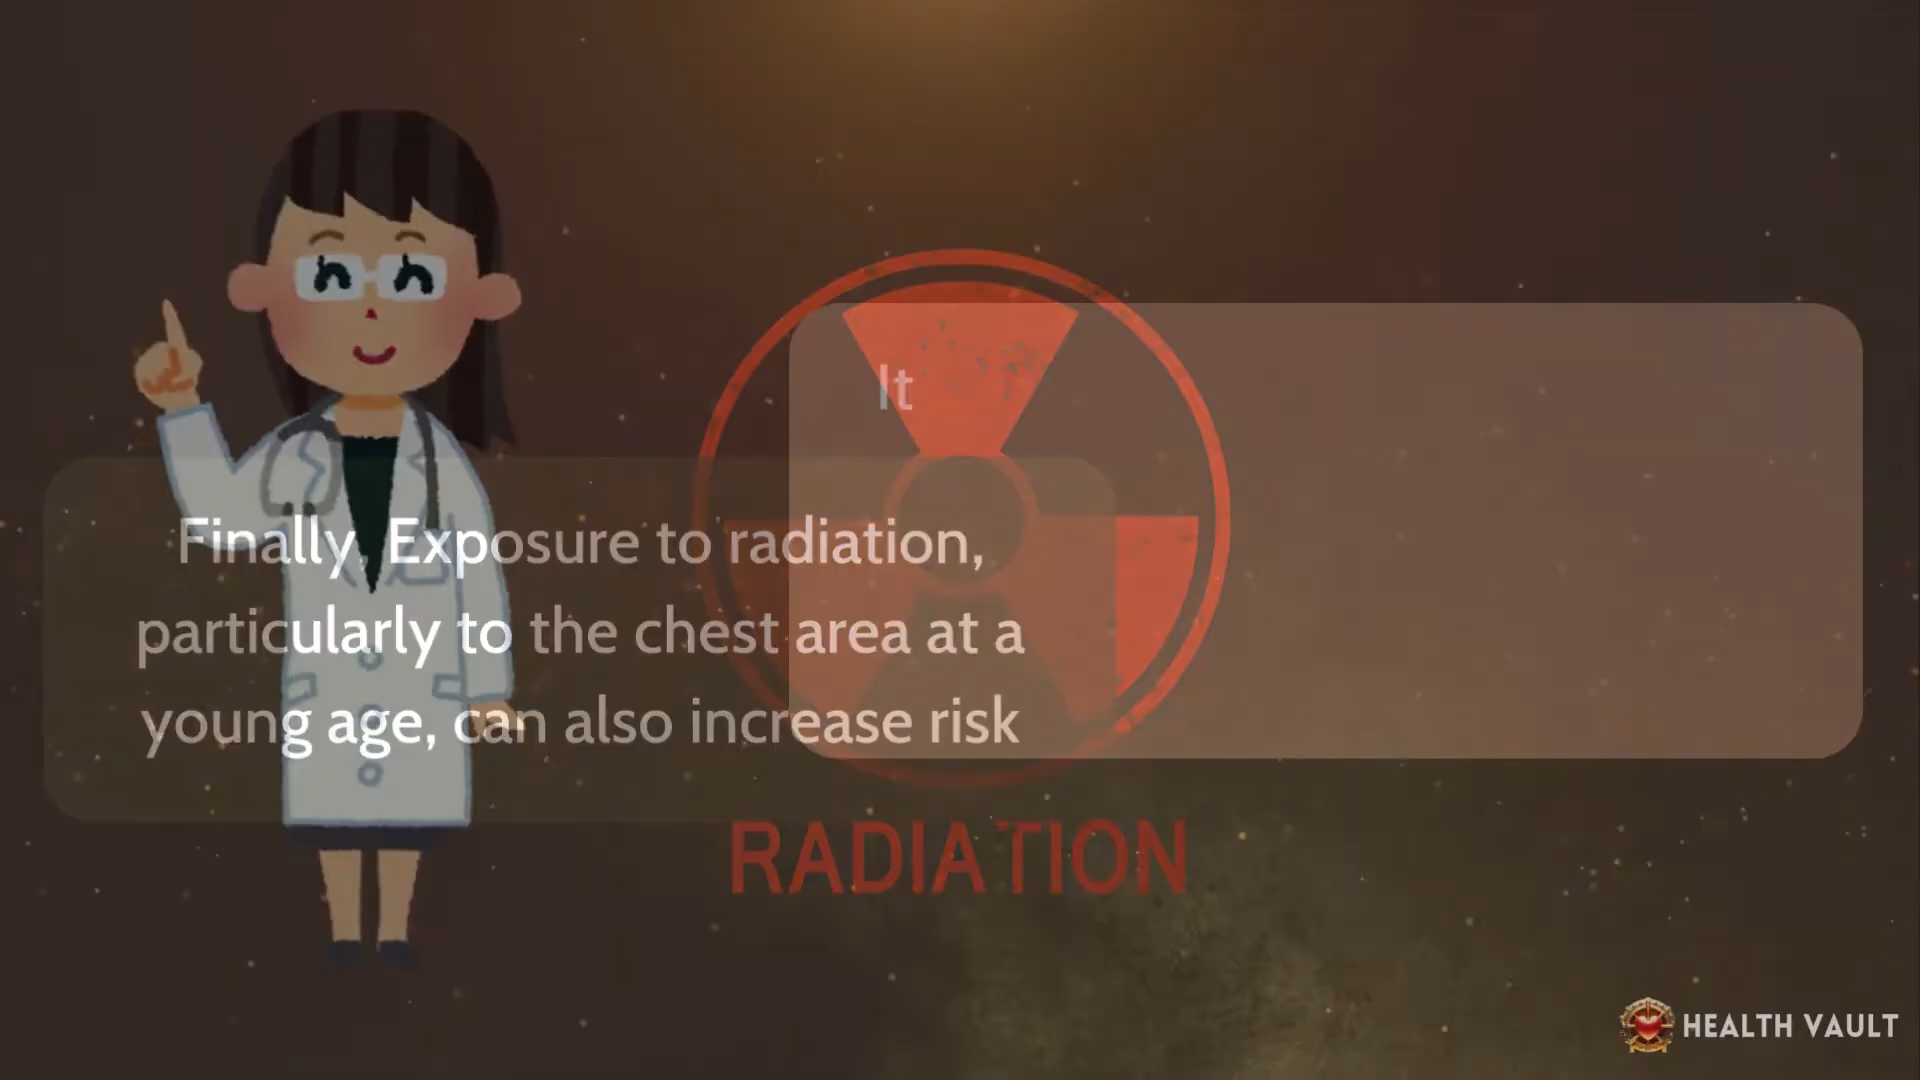 It
Finally, Exposure to radiation,
particularly to the chest area at a
young age, can also increase risk
RADIATION
HEALTH VAULT